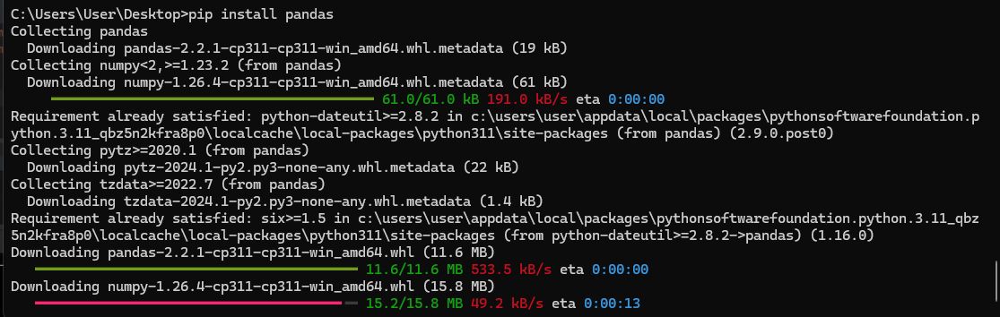 C:\Users\User\Desktop>pip install pandas
Collecting pandas
  Downloading pandas-2.2.1-cp311-cp311-win_amd64.whl.metadata (19 kB)
Collecting numpy<2,>=1.23.2 (from pandas)
  Downloading numpy-1.26.4-cp311-cp311-win_amd64.whl.metadata (61 kB)
61.0/61.0 kB 191.0 kB/s eta 0:00:00
Requirement already satisfied: python-dateutil>=2.8.2 in c:\users\user\appdata\local\packages\pythonsoftwarefoundation.p
ython.3.11_qbz5n2kfra8p0\localcache\local-packages\python311\site-packages (from pandas) (2.9.0.post0)
Collecting pytz>=2020.1 (from pandas)
  Downloading pytz-2024.1-py2.py3-none-any.whl.metadata (22 kB)
Collecting tzdata>=2022.7 (from pandas)
  Downloading tzdata-2024.1-py2.py3-none-any.whl.metadata (1.4 kB)
Requirement already satisfied: six>=1.5 in c:\users\user\appdata\local\packages\pythonsoftwarefoundation.python.3.11_qbz
5n2kfra8p0\localcache\local-packages\python311\site-packages (from python-dateutil>=2.8.2->pandas) (1.16.0)
Downloading pandas-2.2.1-cp311-cp311-win_amd64.whl (11.6 MB)
11.6/11.6 MB 533.5 kB/s eta 0:00:00
Downloading numpy-1.26.4-cp311-cp311-win_amd64.whl (15.8 MB)
15.2/15.8 MB 49.2 kB/s eta 0:00:13